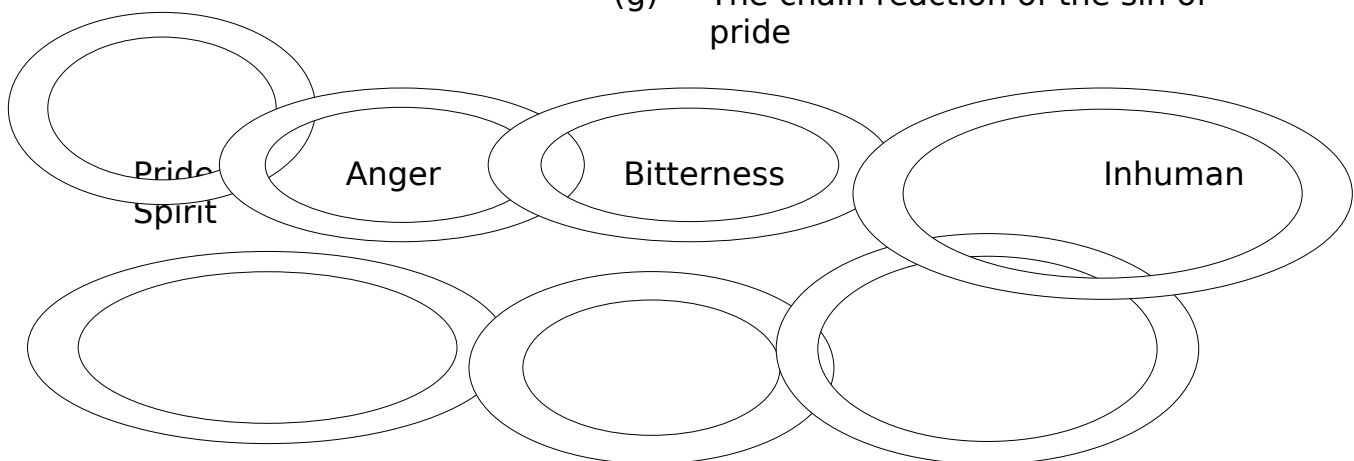 (g) The chain reaction of the sin of
pride
Pride Anger Bitterness Inhuman
Spirit